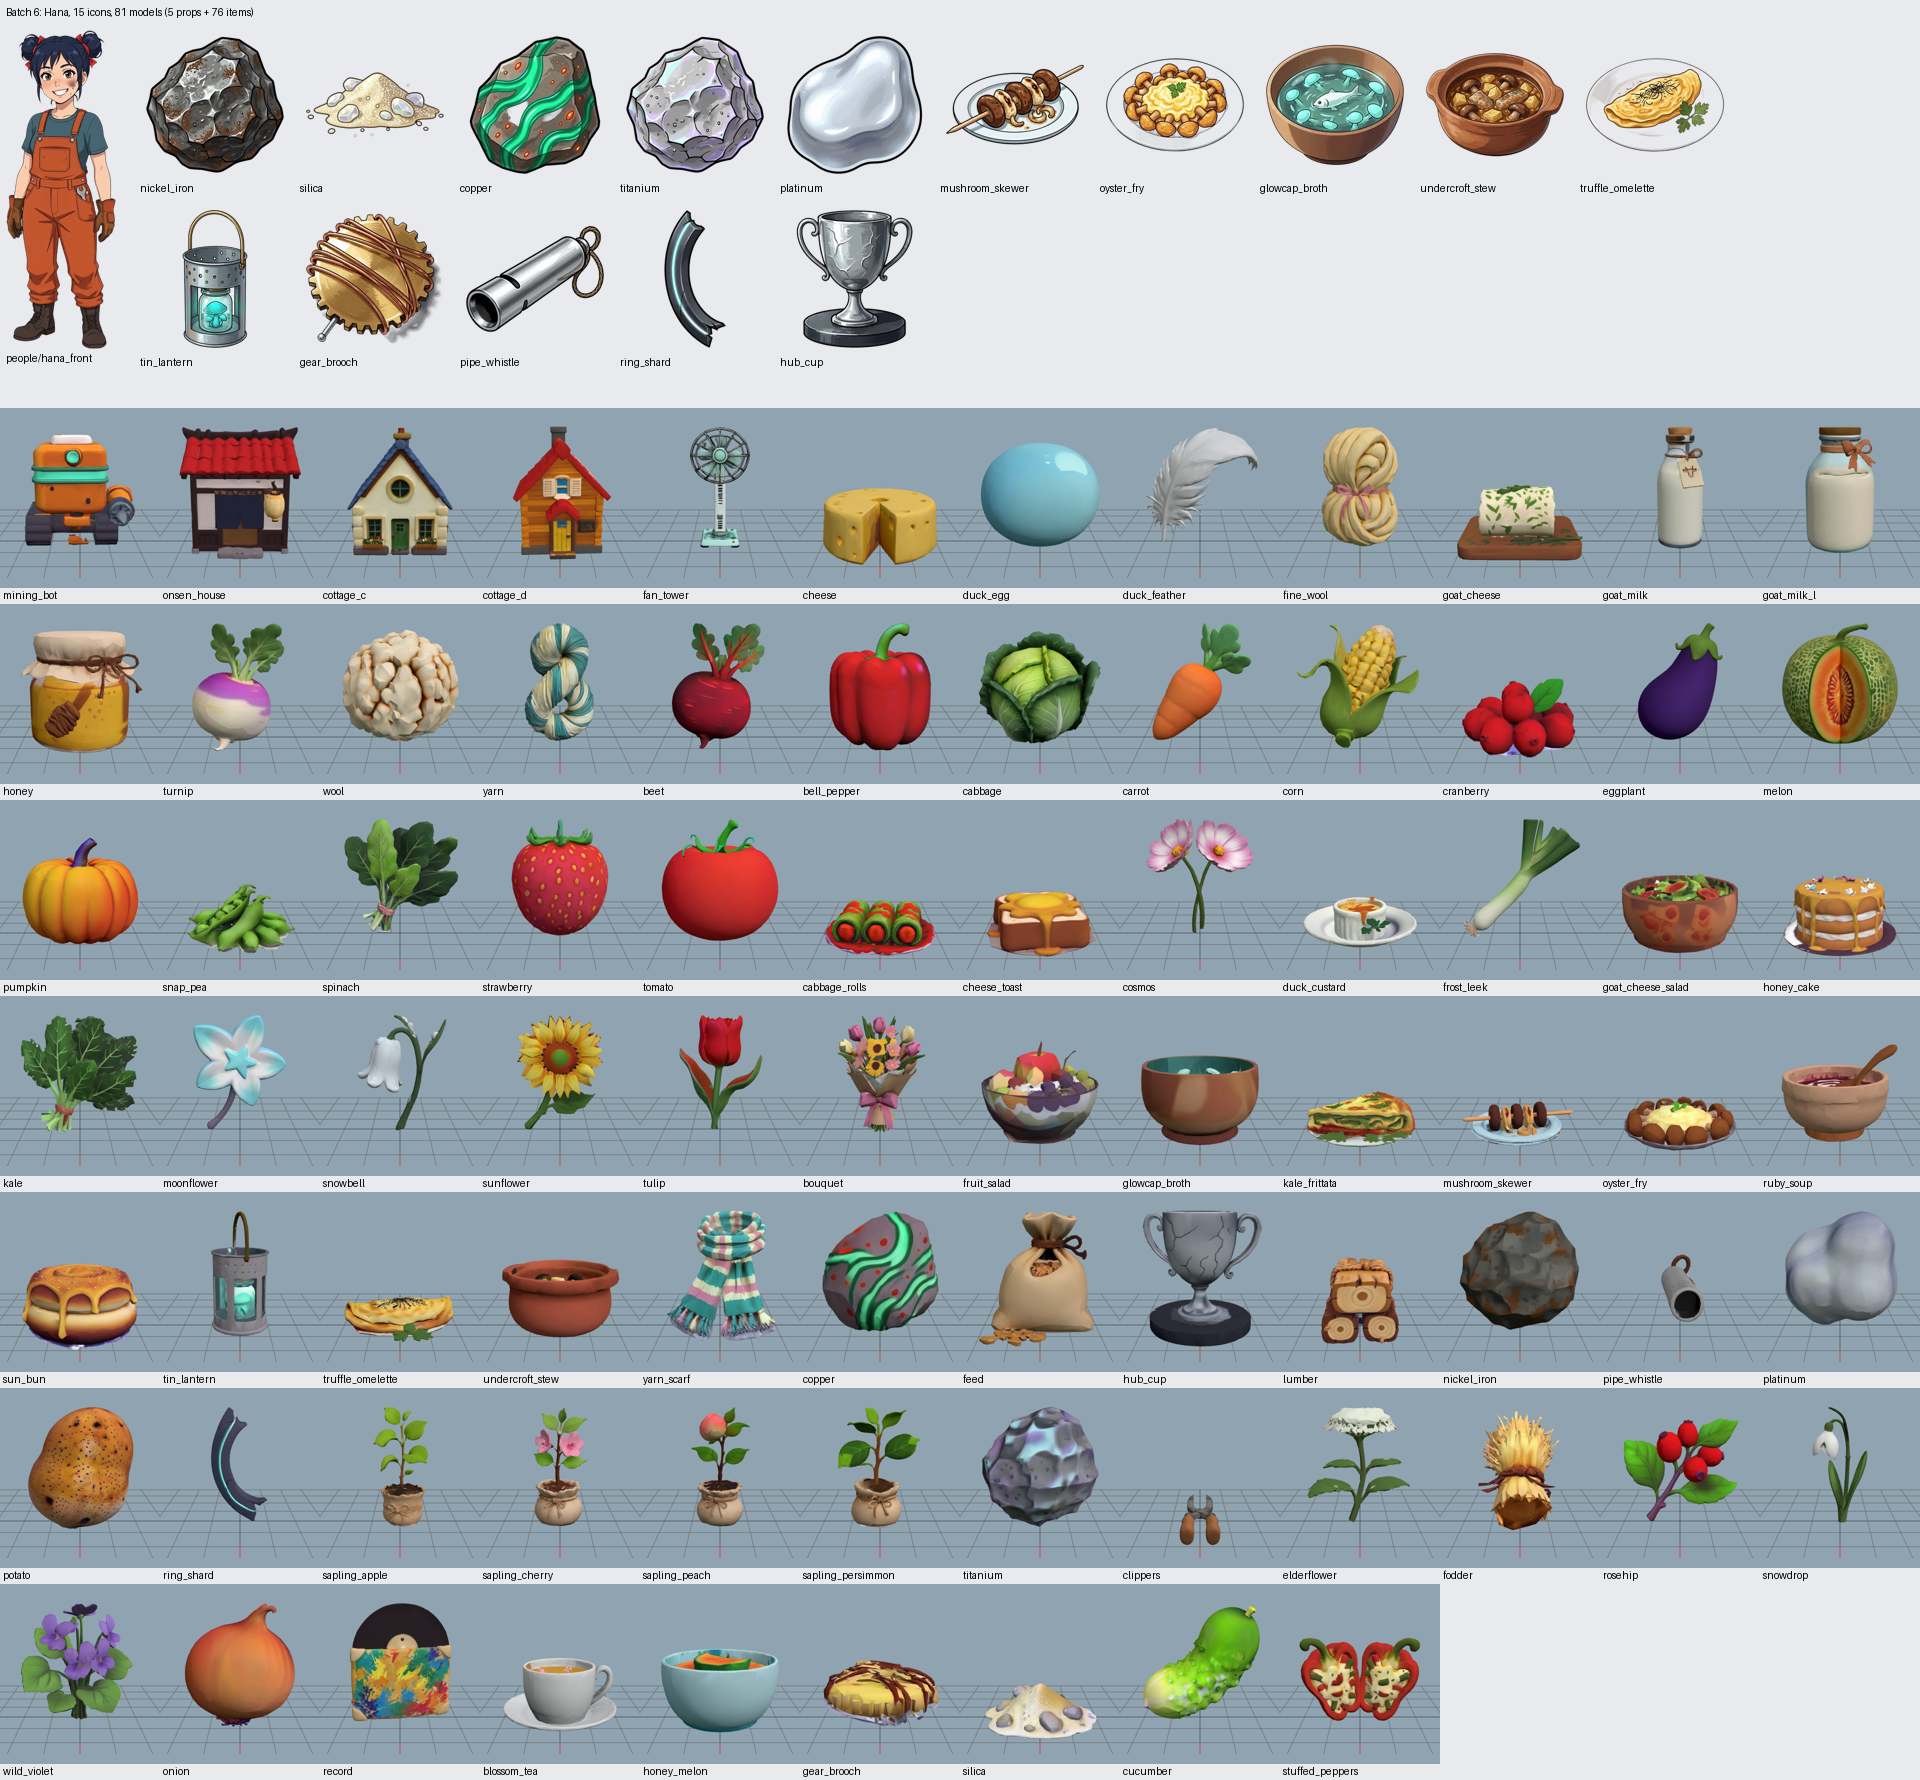 Batch 6: Hana, 15 icons, 81 models (5 props + 76 items)
nickel_iron silica copper titanium platinum mushroom_skewer oyster_fry glowcap_broth undercroft_stew truffle_omelette
people/hana_front tin_lantern gear_brooch pipe_whistle ring_shard hub_cup
mining_bot onsen_house cottage_c cottage_d fan_tower cheese duck_egg duck_feather fine_wool goat_cheese goat_milk goat_milk_l
honey turnip wool yarn beet bell_pepper cabbage carrot corn cranberry eggplant melon
pumpkin snap_pea spinach strawberry tomato cabbage_rolls cheese_toast cosmos duck_custard frost_leek goat_cheese_salad honey_cake
kale moonflower snowbell sunflower tulip bouquet fruit_salad glowcap_broth kale_frittata mushroom_skewer oyster_fry ruby_soup
sun_bun tin_lantern truffle_omelette undercroft_stew yarn_scarf copper feed hub_cup lumber nickel_iron pipe_whistle platinum
potato ring_shard sapling_apple sapling_cherry sapling_peach sapling_persimmon titanium clippers elderflower fodder rosehip snowdrop
wild_violet onion record blossom_tea honey_melon gear_brooch silica cucumber stuffed_peppers